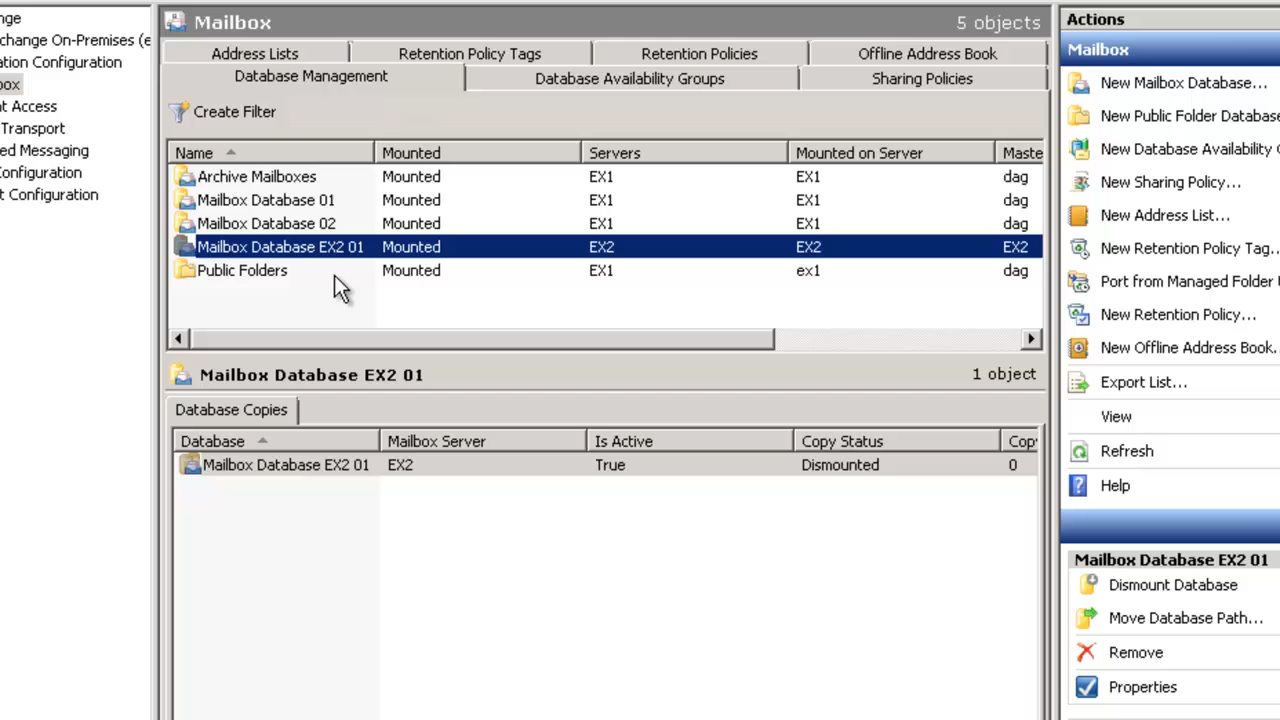 nge
change On-Premises (e
ation Configuration
ox
t Access
Transport
ed Messaging
Configuration
t Configuration
Mailbox
5 objects
Address Lists
Retention Policy Tags
Retention Policies
Offline Address Book
Database Management
Database Availability Groups
Sharing Policies
Create Filter
Name Mounted Servers Mounted on Server Maste
Archive Mailboxes Mounted EX1 EX1 dag
Mailbox Database 01 Mounted EX1 EX1 dag
Mailbox Database 02 Mounted EX1 EX1 dag
Mailbox Database EX2 01 Mounted EX2 EX2 EX2
Public Folders Mounted EX1 ex1 dag
Mailbox Database EX2 01
1 object
Database Copies
Database Mailbox Server Is Active Copy Status Cop
Mailbox Database EX2 01 EX2 True Dismounted 0
Actions
Mailbox
New Mailbox Database...
New Public Folder Database
New Database Availability G
New Sharing Policy...
New Address List...
New Retention Policy Tag..
Port from Managed Folder
New Retention Policy...
New Offline Address Book..
Export List...
View
Refresh
Help
Mailbox Database EX2 01
Dismount Database
Move Database Path...
Remove
Properties